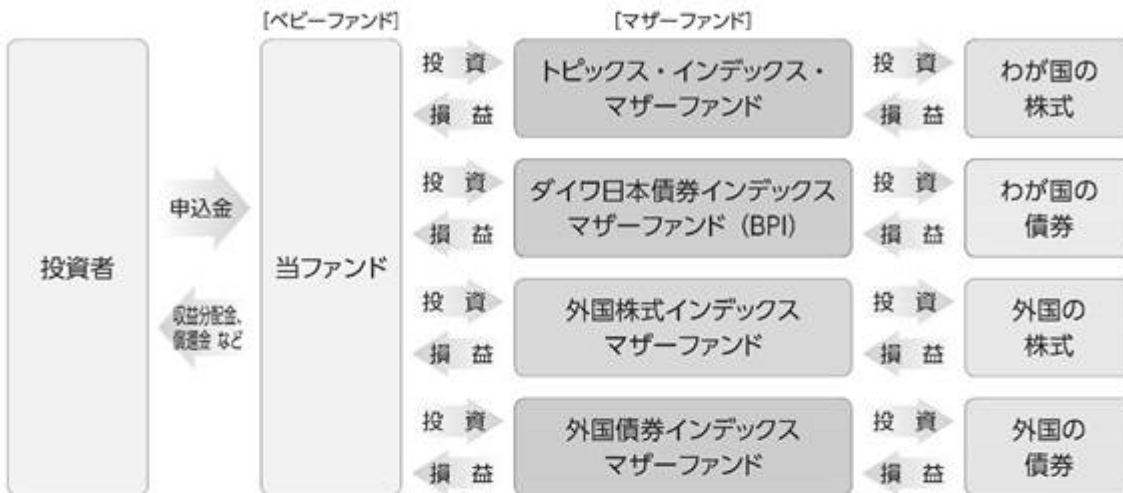 [ベビーファンド]
[マザーファンド]
投資者
申込金
収益分配金、
償還金 など
当ファンド
投 資
損 益
トピックス・インデックス・
マザーファンド
投 資
損 益
わが国の
株式
投 資
損 益
ダイワ日本債券インデックス
マザーファンド（BPI）
投 資
損 益
わが国の
債券
投 資
損 益
外国株式インデックス
マザーファンド
投 資
損 益
外国の
株式
投 資
損 益
外国債券インデックス
マザーファンド
投 資
損 益
外国の
債券